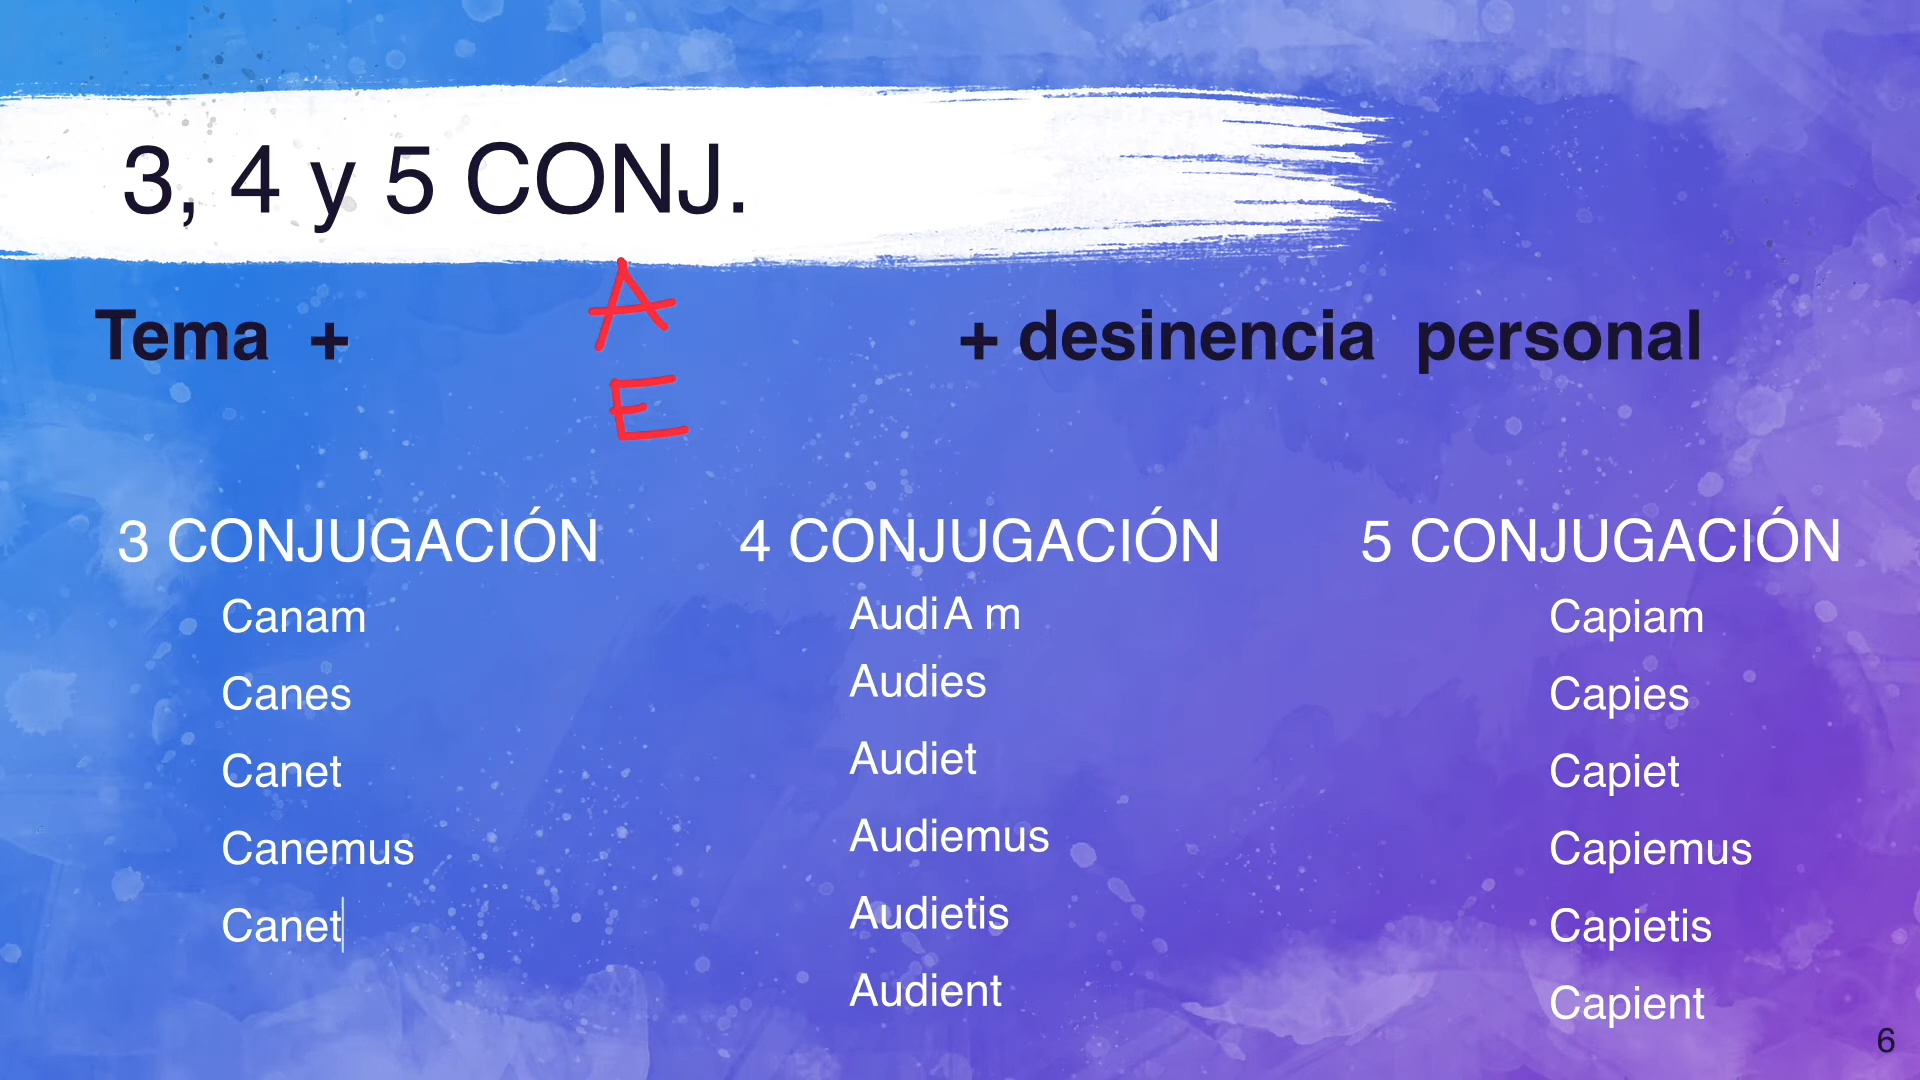 3, 4 y 5 CONJ.
Tema + A + desinencia personal
E
3 CONJUGACIÓN
Canam
Canes
Canet
Canemus
Canet
4 CONJUGACIÓN
AudiA m
Audies
Audiet
Audiemus
Audietis
Audient
5 CONJUGACIÓN
Capiam
Capies
Capiet
Capiemus
Capietis
Capient
6